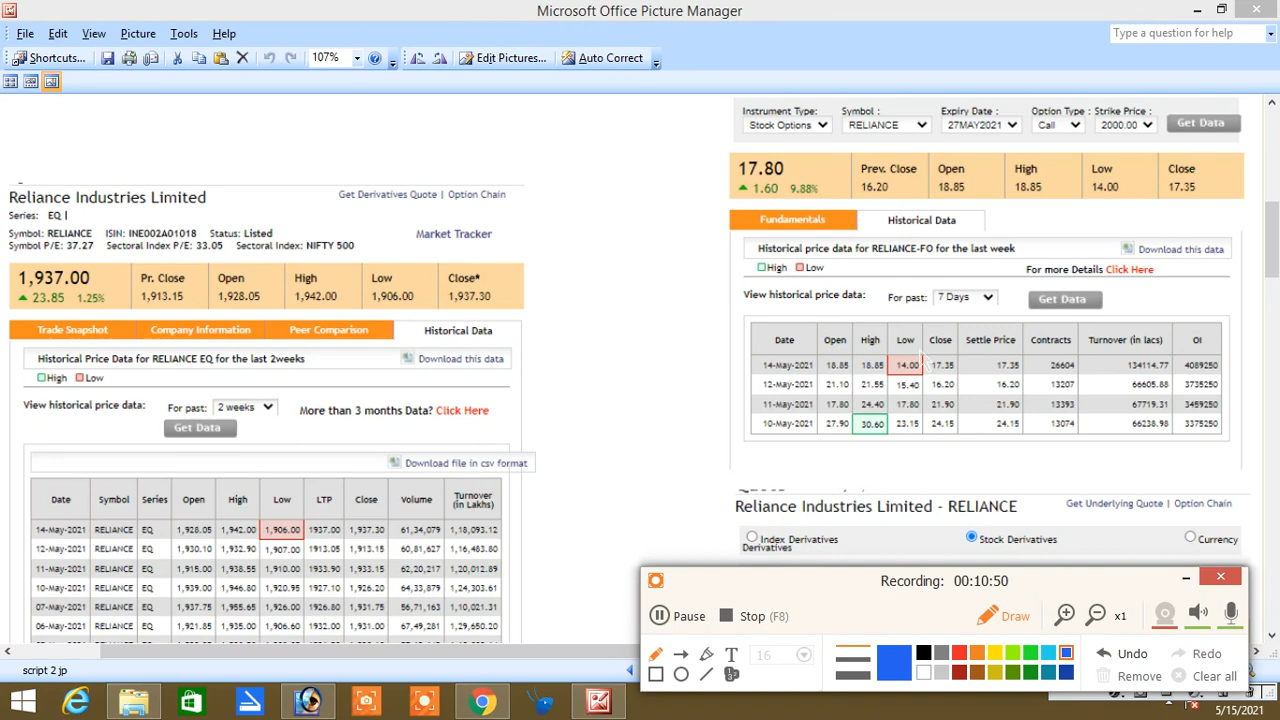 Microsoft Office Picture Manager
File Edit View Picture Tools Help
Type a question for help
Shortcuts... 107% Edit Pictures... Auto Correct
Instrument Type: Symbol : Expiry Date : Option Type : Strike Price :
Stock Options RELIANCE 27MAY2021 Call 2000.00 Get Data
17.80 Prev. Close Open High Low Close
1.60 9.88% 16.20 18.85 18.85 14.00 17.35
Fundamentals Historical Data
Historical price data for RELIANCE-FO for the last week Download this data
High Low For more Details Click Here
View historical price data: For past: 7 Days Get Data
Date Open High Low Close Settle Price Contracts Turnover (in lacs) OI
14-May-2021 18.85 18.85 14.00 17.35 17.35 26604 134114.77 4089250
12-May-2021 21.10 21.55 15.40 16.20 16.20 13207 66605.88 3735250
11-May-2021 17.80 24.40 17.80 21.90 21.90 13393 67719.31 3459250
10-May-2021 27.90 30.60 23.15 24.15 24.15 13074 66238.98 3375250
Reliance Industries Limited - RELIANCE Get Underlying Quote | Option Chain
Index Derivatives Stock Derivatives Currency
Derivatives
Reliance Industries Limited Get Derivatives Quote | Option Chain
Series: EQ |
Symbol: RELIANCE ISIN: INE002A01018 Status: Listed Market Tracker
Symbol P/E: 37.27 Sectoral Index P/E: 33.05 Sectoral Index: NIFTY 500
1,937.00 Pr. Close Open High Low Close*
23.85 1.25% 1,913.15 1,928.05 1,942.00 1,906.00 1,937.30
Trade Snapshot Company Information Peer Comparison Historical Data
Historical Price Data for RELIANCE EQ for the last 2weeks Download this data
High Low
View historical price data: For past: 2 weeks More than 3 months Data? Click Here
Get Data
Download file in csv format
Date Symbol Series Open High Low LTP Close Volume Turnover (in Lakhs)
14-May-2021 RELIANCE EQ 1,928.05 1,942.00 1,906.00 1937.00 1,937.30 61,34,079 1,18,093.12
12-May-2021 RELIANCE EQ 1,930.10 1,932.90 1,907.00 1913.05 1,913.15 60,81,627 1,16,483.80
11-May-2021 RELIANCE EQ 1,915.00 1,938.55 1,910.00 1933.90 1,933.15 62,20,217 1,20,012.89
10-May-2021 RELIANCE EQ 1,939.00 1,946.80 1,920.95 1927.10 1,926.20 64,33,879 1,24,303.61
07-May-2021 RELIANCE EQ 1,937.75 1,955.65 1,926.00 1926.80 1,931.75 56,71,163 1,10,021.31
06-May-2021 RELIANCE EQ 1,921.85 1,935.00 1,906.60 1932.00 1,931.00 67,49,281 1,29,650.20
Recording: 00:10:50
Pause Stop (F8) Draw x1
T 16 Undo Redo
Remove Clear all
script 2 jp
5/15/2021